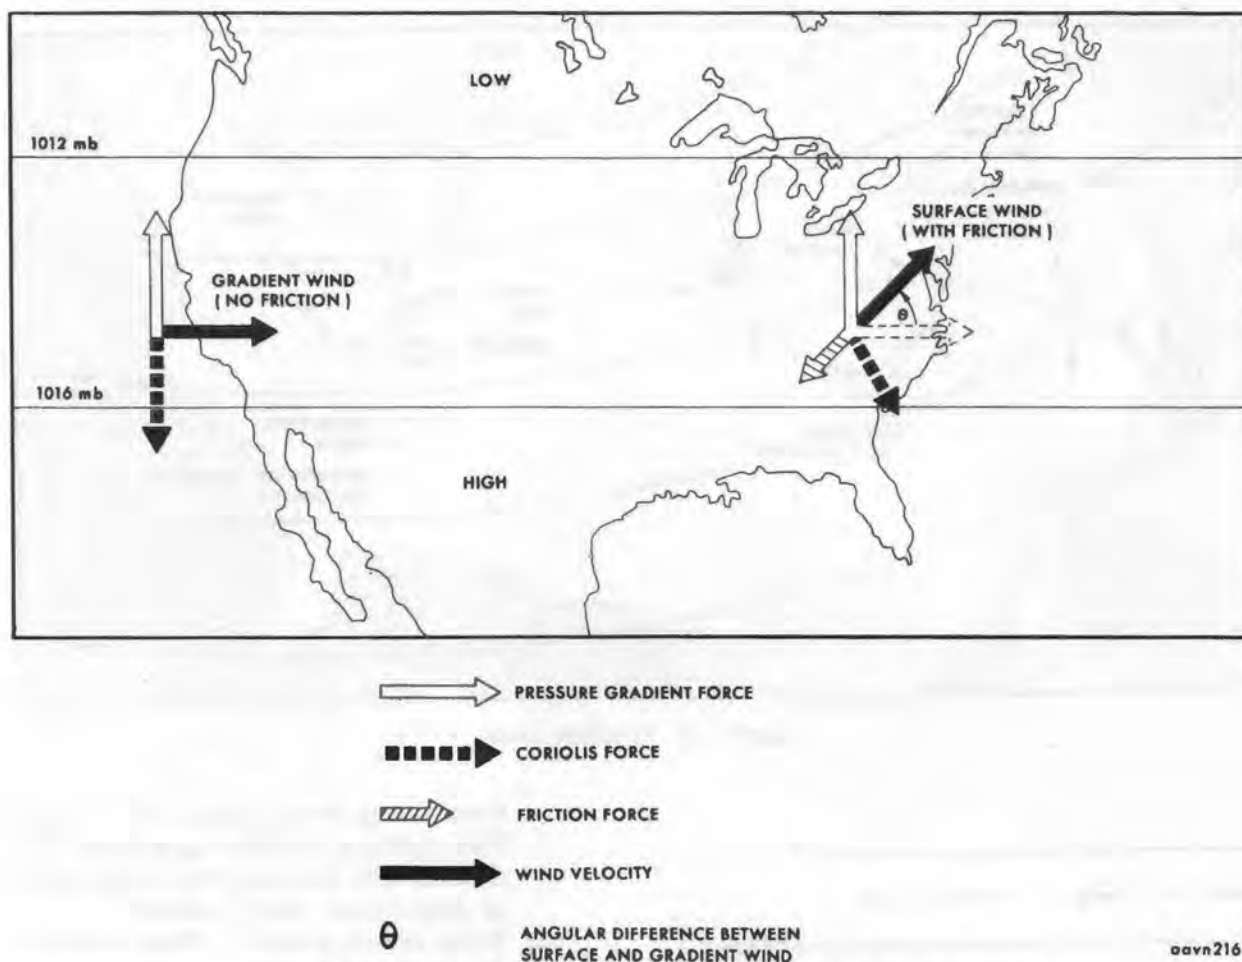 LOW
1012 mb
SURFACE WIND
( WITH FRICTION )
GRADIENT WIND
( NO FRICTION )
θ
1016 mb
HIGH
PRESSURE GRADIENT FORCE
CORIOLIS FORCE
FRICTION FORCE
WIND VELOCITY
θ ANGULAR DIFFERENCE BETWEEN
SURFACE AND GRADIENT WIND
aavn216